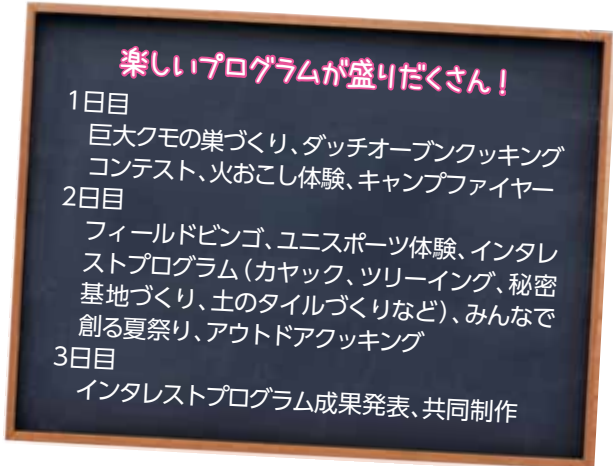 楽しいプログラムが盛りだくさん！
1日目
巨大クモの巣づくり、ダッチオーブンクッキング
コンテスト、火おこし体験、キャンプファイヤー
2日目
フィールドビンゴ、ユニスポーツ体験、インタレ
ストプログラム（カヤック、ツリーイング、秘密
基地づくり、土のタイルづくりなど）、みんなで
創る夏祭り、アウトドアクッキング
3日目
インタレストプログラム成果発表、共同制作